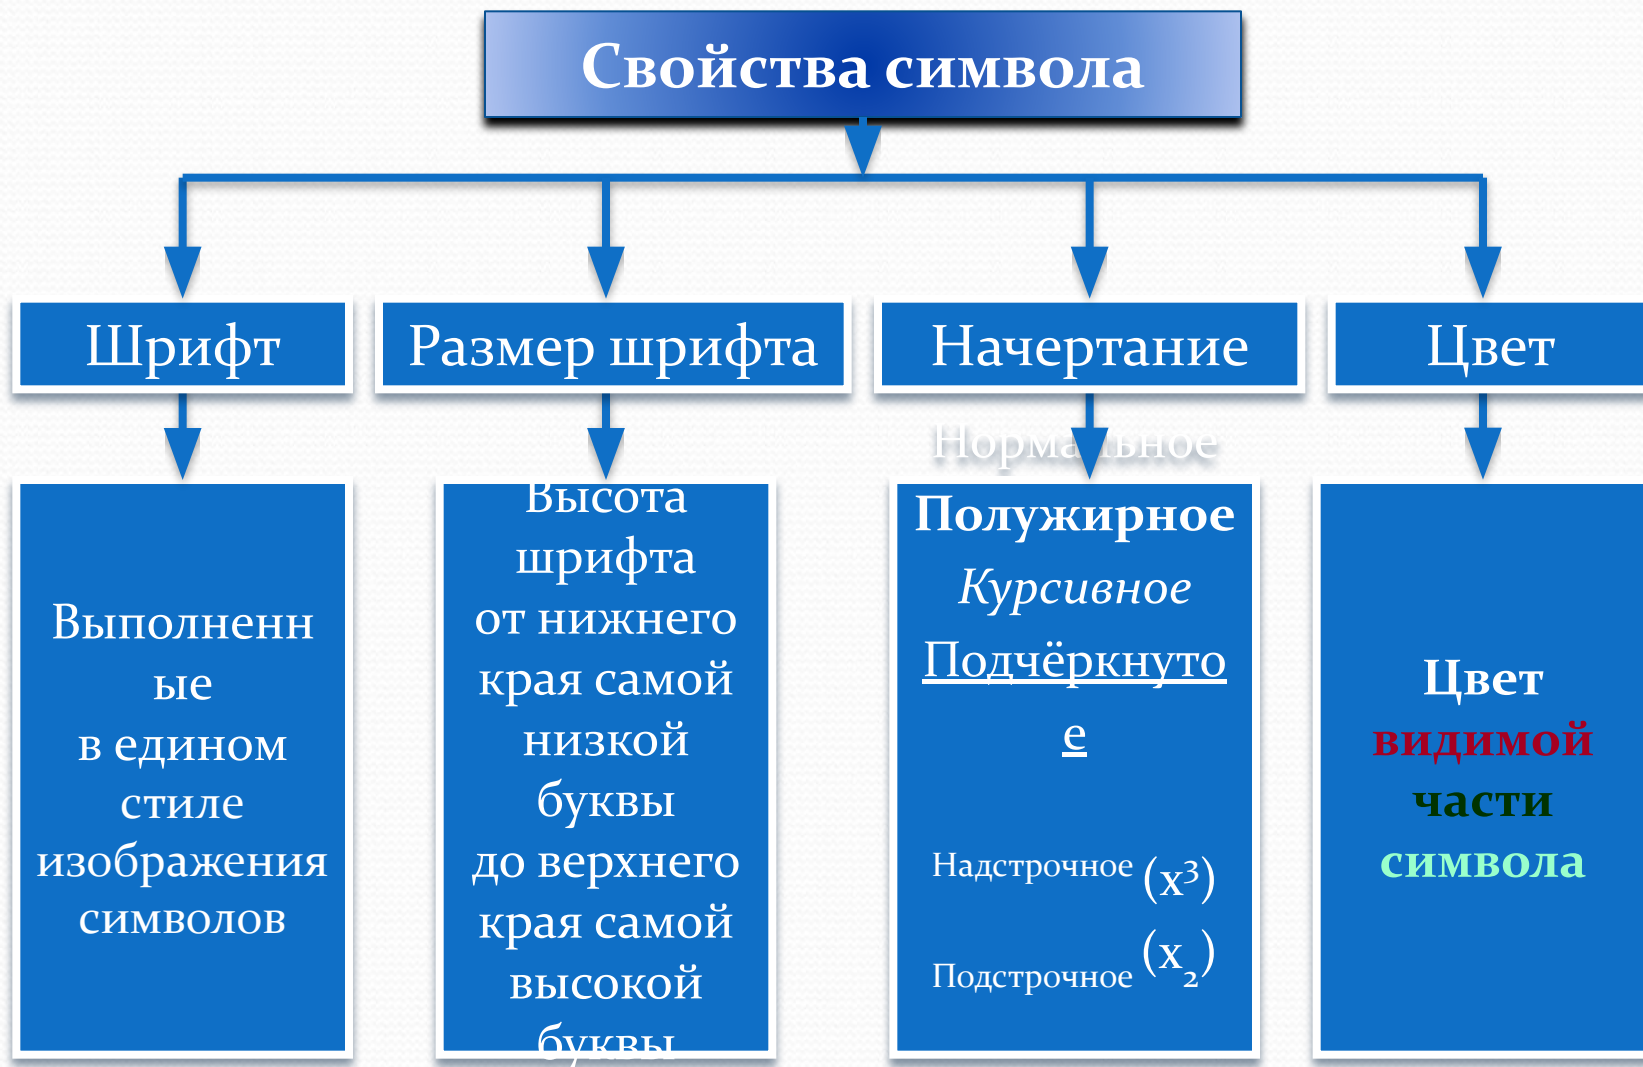 Свойства символа
Шрифт
Размер шрифта
Начертание
Цвет
Выполненн
ые
в едином
стиле
изображения
символов
Высота
шрифта
от нижнего
края самой
низкой
буквы
до верхнего
края самой
высокой
буквы
Нормальное
Полужирное
Курсивное
Подчёркнуто
е
Надстрочное (x³)
Подстрочное (x₂)
Цвет
видимой
части
символа